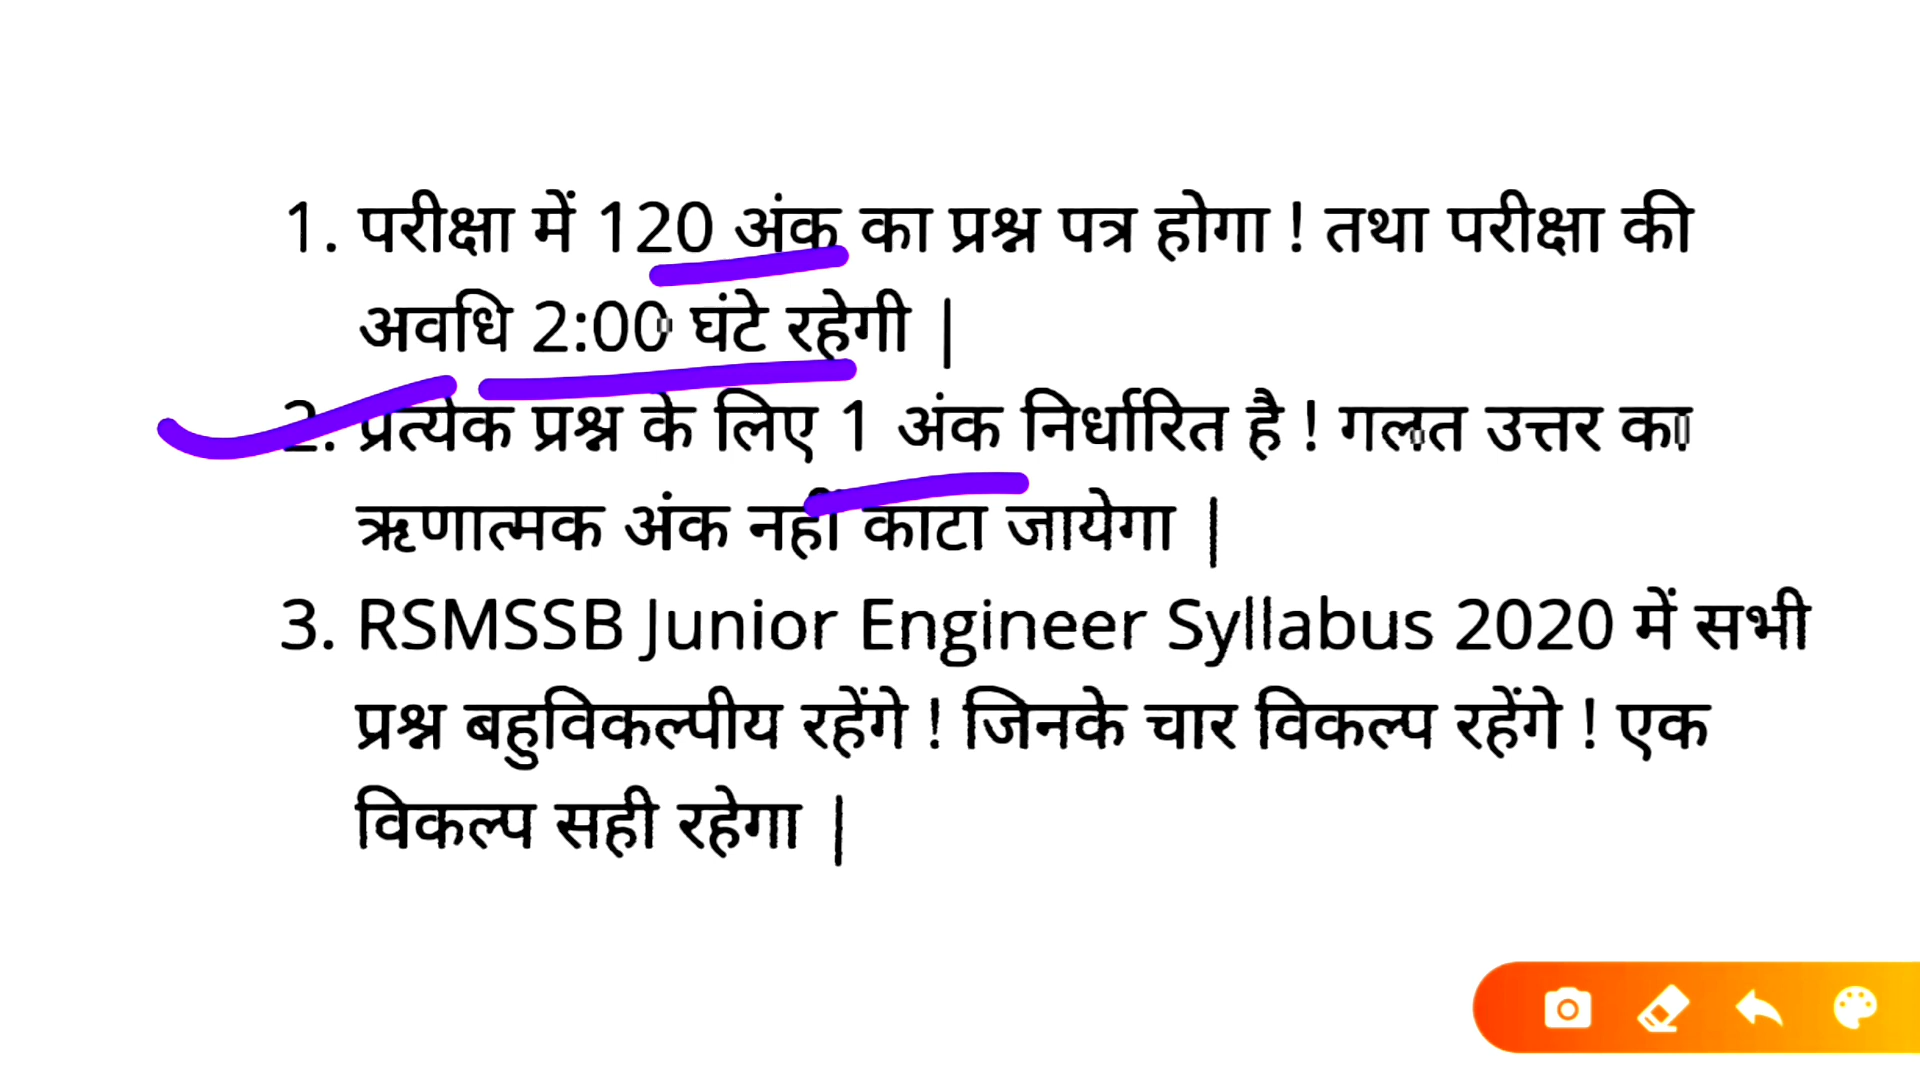 1. परीक्षा में 120 अंक का प्रश्न पत्र होगा ! तथा परीक्षा की
अवधि 2:00 घंटे रहेगी |
2. प्रत्येक प्रश्न के लिए 1 अंक निर्धारित है ! गलत उत्तर का
ऋणात्मक अंक नहीं काटा जायेगा |
3. RSMSSB Junior Engineer Syllabus 2020 में सभी
प्रश्न बहुविकल्पीय रहेंगे ! जिनके चार विकल्प रहेंगे ! एक
विकल्प सही रहेगा |